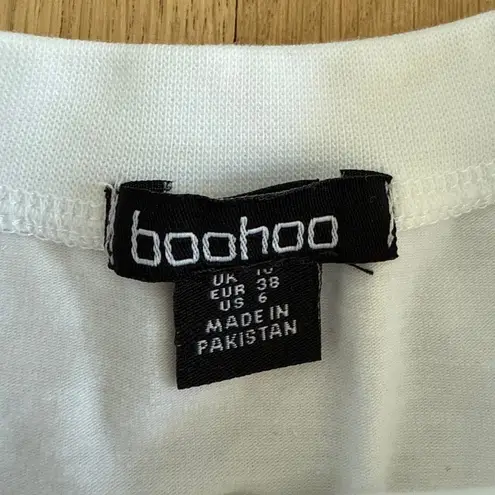 boohoo
UK 10
EUR 38
US 6
MADE IN
PAKISTAN